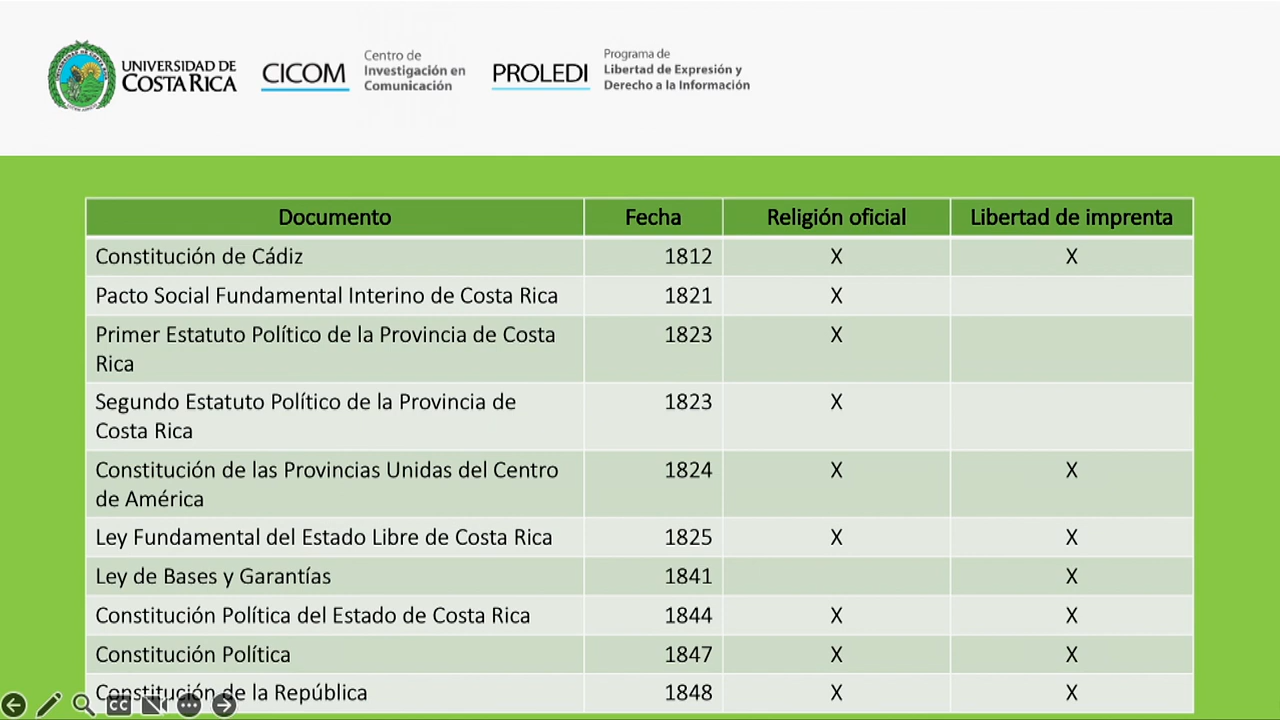 UNIVERSIDAD DE
COSTA RICA
CICOM
Centro de
Investigación en
Comunicación
PROLEDI
Programa de
Libertad de Expresión y
Derecho a la Información
Documento Fecha Religión oficial Libertad de imprenta
Constitución de Cádiz 1812 X X
Pacto Social Fundamental Interino de Costa Rica 1821 X
Primer Estatuto Político de la Provincia de Costa 1823 X
Rica
Segundo Estatuto Político de la Provincia de 1823 X
Costa Rica
Constitución de las Provincias Unidas del Centro 1824 X X
de América
Ley Fundamental del Estado Libre de Costa Rica 1825 X X
Ley de Bases y Garantías 1841 X
Constitución Política del Estado de Costa Rica 1844 X X
Constitución Política 1847 X X
Constitución de la República 1848 X X
CC